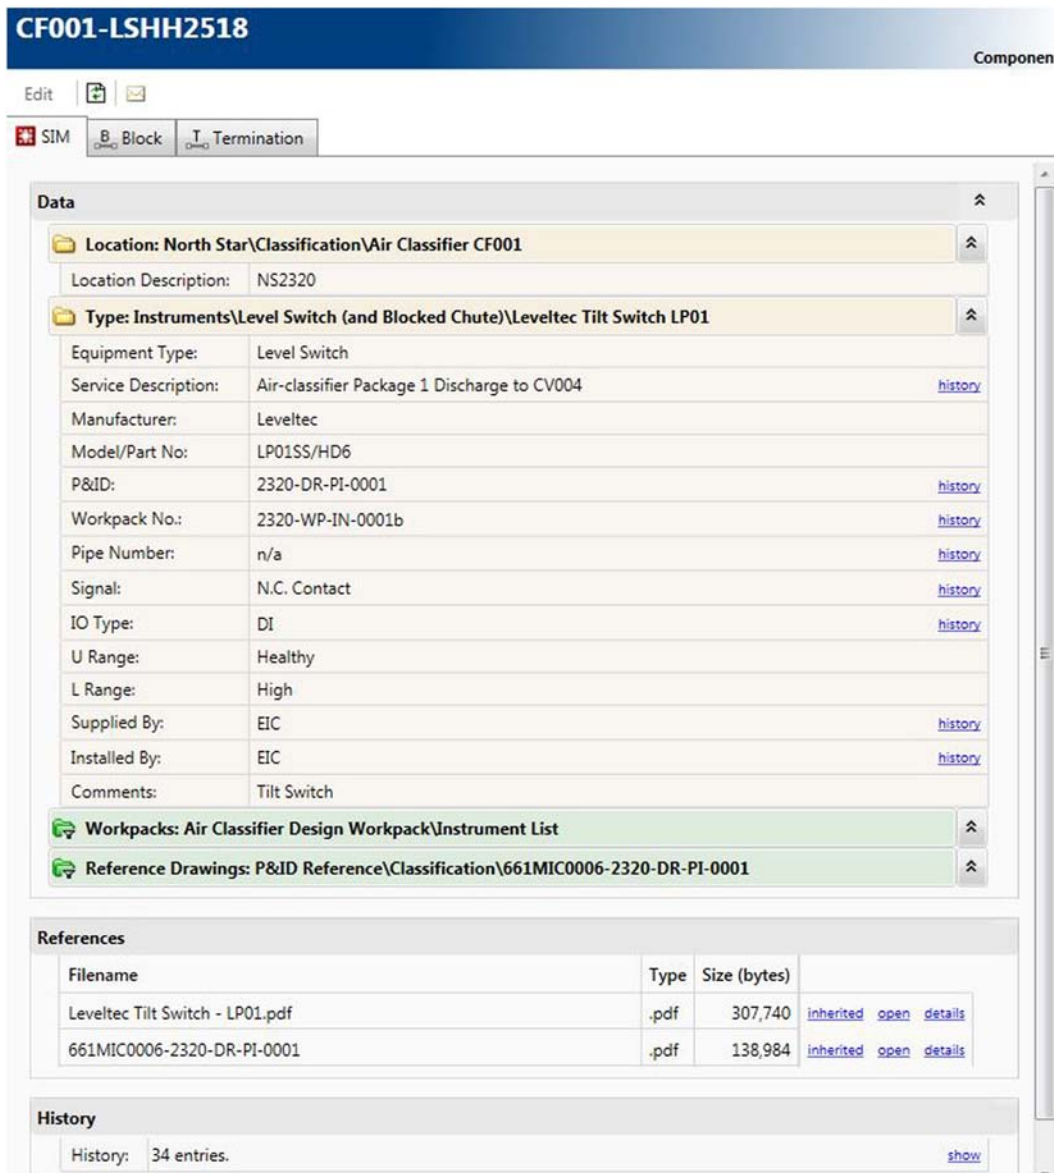 CF001-LSHH2518
Componen
Edit
SIM B Block T Termination
Data
Location: North Star\Classification\Air Classifier CF001
Location Description: NS2320
Type: Instruments\Level Switch (and Blocked Chute)\Leveltec Tilt Switch LP01
Equipment Type: Level Switch
Service Description: Air-classifier Package 1 Discharge to CV004 history
Manufacturer: Leveltec
Model/Part No: LP01SS/HD6
P&ID: 2320-DR-PI-0001 history
Workpack No.: 2320-WP-IN-0001b history
Pipe Number: n/a history
Signal: N.C. Contact history
IO Type: DI history
U Range: Healthy
L Range: High
Supplied By: EIC history
Installed By: EIC history
Comments: Tilt Switch
Workpacks: Air Classifier Design Workpack\Instrument List
Reference Drawings: P&ID Reference\Classification\661MIC0006-2320-DR-PI-0001
References
Filename Type Size (bytes)
Leveltec Tilt Switch - LP01.pdf .pdf 307,740 inherited open details
661MIC0006-2320-DR-PI-0001 .pdf 138,984 inherited open details
History
History: 34 entries. show